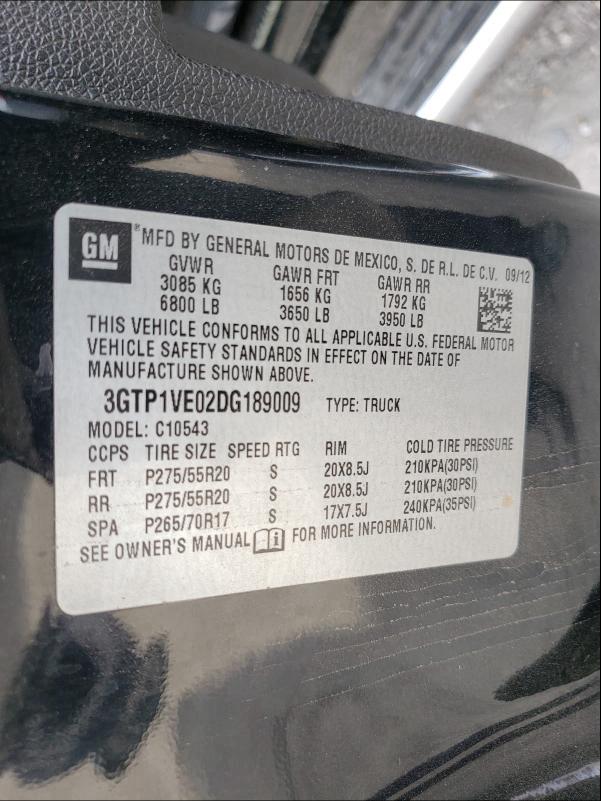 GM ® MFD BY GENERAL MOTORS DE MEXICO, S. DE R.L. DE C.V. 09/12
GVWR GAWR FRT GAWR RR
3085 KG 1656 KG 1792 KG
6800 LB 3650 LB 3950 LB
THIS VEHICLE CONFORMS TO ALL APPLICABLE U.S. FEDERAL MOTOR
VEHICLE SAFETY STANDARDS IN EFFECT ON THE DATE OF
MANUFACTURE SHOWN ABOVE.
3GTP1VE02DG189009 TYPE: TRUCK
MODEL: C10543
CCPS TIRE SIZE SPEED RTG RIM COLD TIRE PRESSURE
FRT P275/55R20 S 20X8.5J 210KPA(30PSI)
RR P275/55R20 S 20X8.5J 210KPA(30PSI)
SPA P265/70R17 S 17X7.5J 240KPA(35PSI)
SEE OWNER'S MANUAL FOR MORE INFORMATION.